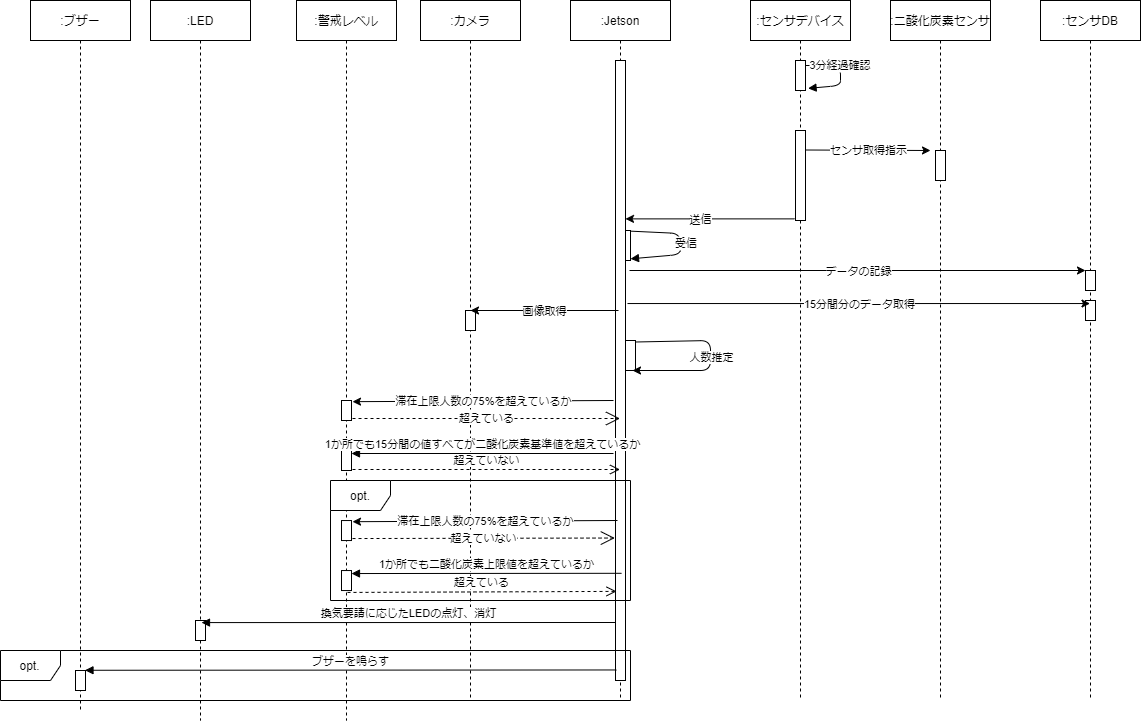 :ブザー
:LED
:警戒レベル
:カメラ
:Jetson
:センサデバイス
:二酸化炭素センサ
:センサDB
3分経過確認
センサ取得指示
送信
受信
データの記録
15分間分のデータ取得
画像取得
人数推定
滞在上限人数の75%を超えているか
超えている
1か所でも15分間の値すべてが二酸化炭素基準値を超えているか
超えていない
opt.
滞在上限人数の75%を超えているか
超えていない
1か所でも二酸化炭素上限値を超えているか
超えている
換気要請に応じたLEDの点灯、消灯
opt.
ブザーを鳴らす